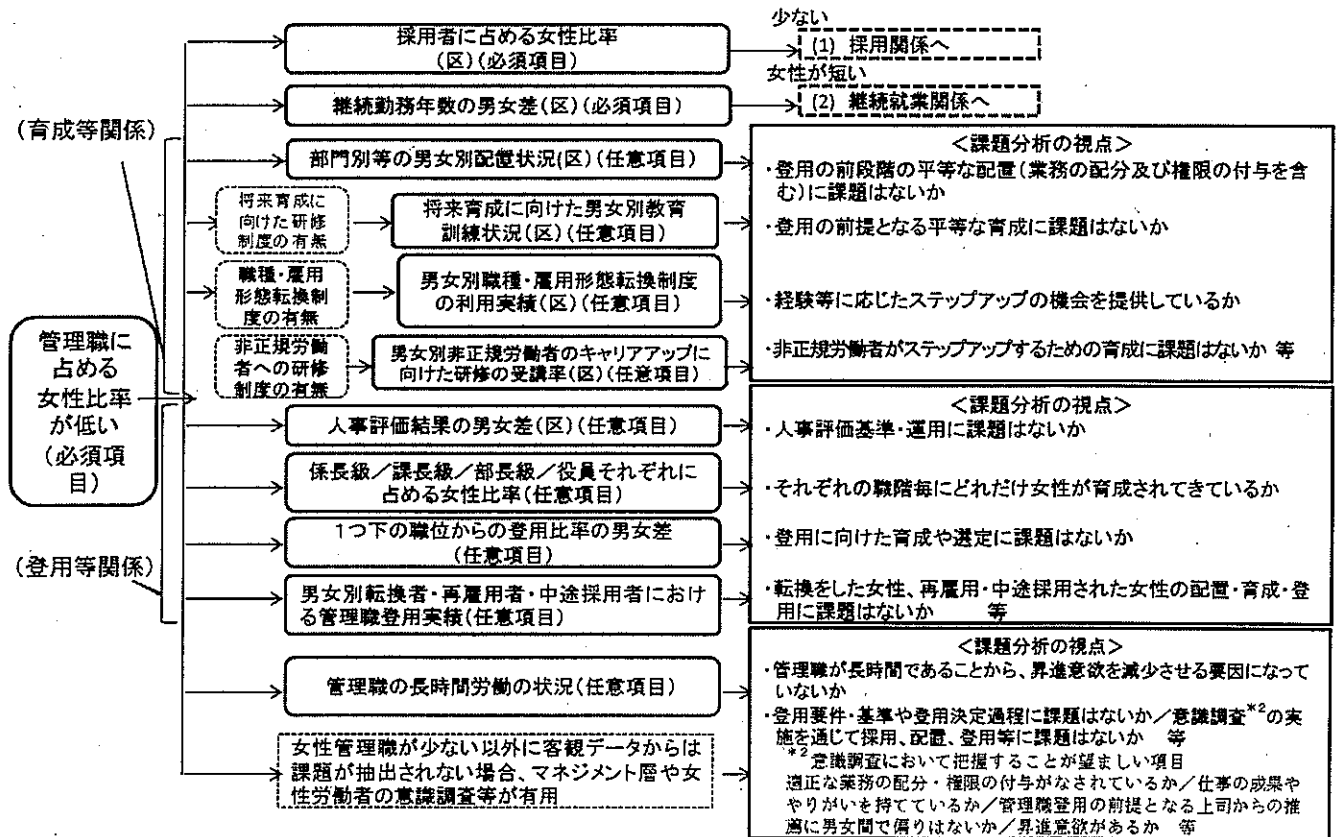 少ない
採用者に占める女性比率
(区)(必須項目)
(1) 採用関係へ
女性が短い
継続勤務年数の男女差(区)(必須項目)
(2) 継続就業関係へ
(育成等関係)
部門別等の男女別配置状況(区)(任意項目)
将来育成に
向けた研修
制度の有無
将来育成に向けた男女別教育
訓練状況(区)(任意項目)
職種・雇用
形態転換制
度の有無
男女別職種・雇用形態転換制度
の利用実績(区)(任意項目)
非正規労働
者への研修
制度の有無
男女別非正規労働者のキャリアアップに
向けた研修の受講率(区)(任意項目)
<課題分析の視点>
・登用の前段階の平等な配置(業務の配分及び権限の付与を含
む)に課題はないか
・登用の前提となる平等な育成に課題はないか
・経験等に応じたステップアップの機会を提供しているか
・非正規労働者がステップアップするための育成に課題はないか 等
管理職に
占める
女性比率
が低い
(必須項
目)
(登用等関係)
人事評価結果の男女差(区)(任意項目)
係長級/課長級/部長級/役員それぞれに
占める女性比率(任意項目)
1つ下の職位からの登用比率の男女差
(任意項目)
男女別転換者・再雇用者・中途採用者におけ
る管理職登用実績(任意項目)
<課題分析の視点>
・人事評価基準・運用に課題はないか
・それぞれの職階毎にどれだけ女性が育成されてきているか
・登用に向けた育成や選定に課題はないか
・転換をした女性、再雇用・中途採用された女性の配置・育成・登
用に課題はないか 等
管理職の長時間労働の状況(任意項目)
女性管理職が少ない以外に客観データからは
課題が抽出されない場合、マネジメント層や女
性労働者の意識調査等が有用
<課題分析の視点>
・管理職が長時間であることから、昇進意欲を減少させる要因になって
いないか
・登用要件・基準や登用決定過程に課題はないか/意識調査*2の実
施を通じて採用、配置、登用等に課題はないか 等
*2意識調査において把握することが望ましい項目
適正な業務の配分・権限の付与がなされているか/仕事の成果や
やりがいを持てているか/管理職登用の前提となる上司からの推
薦に男女間で偏りはないか/昇進意欲があるか 等